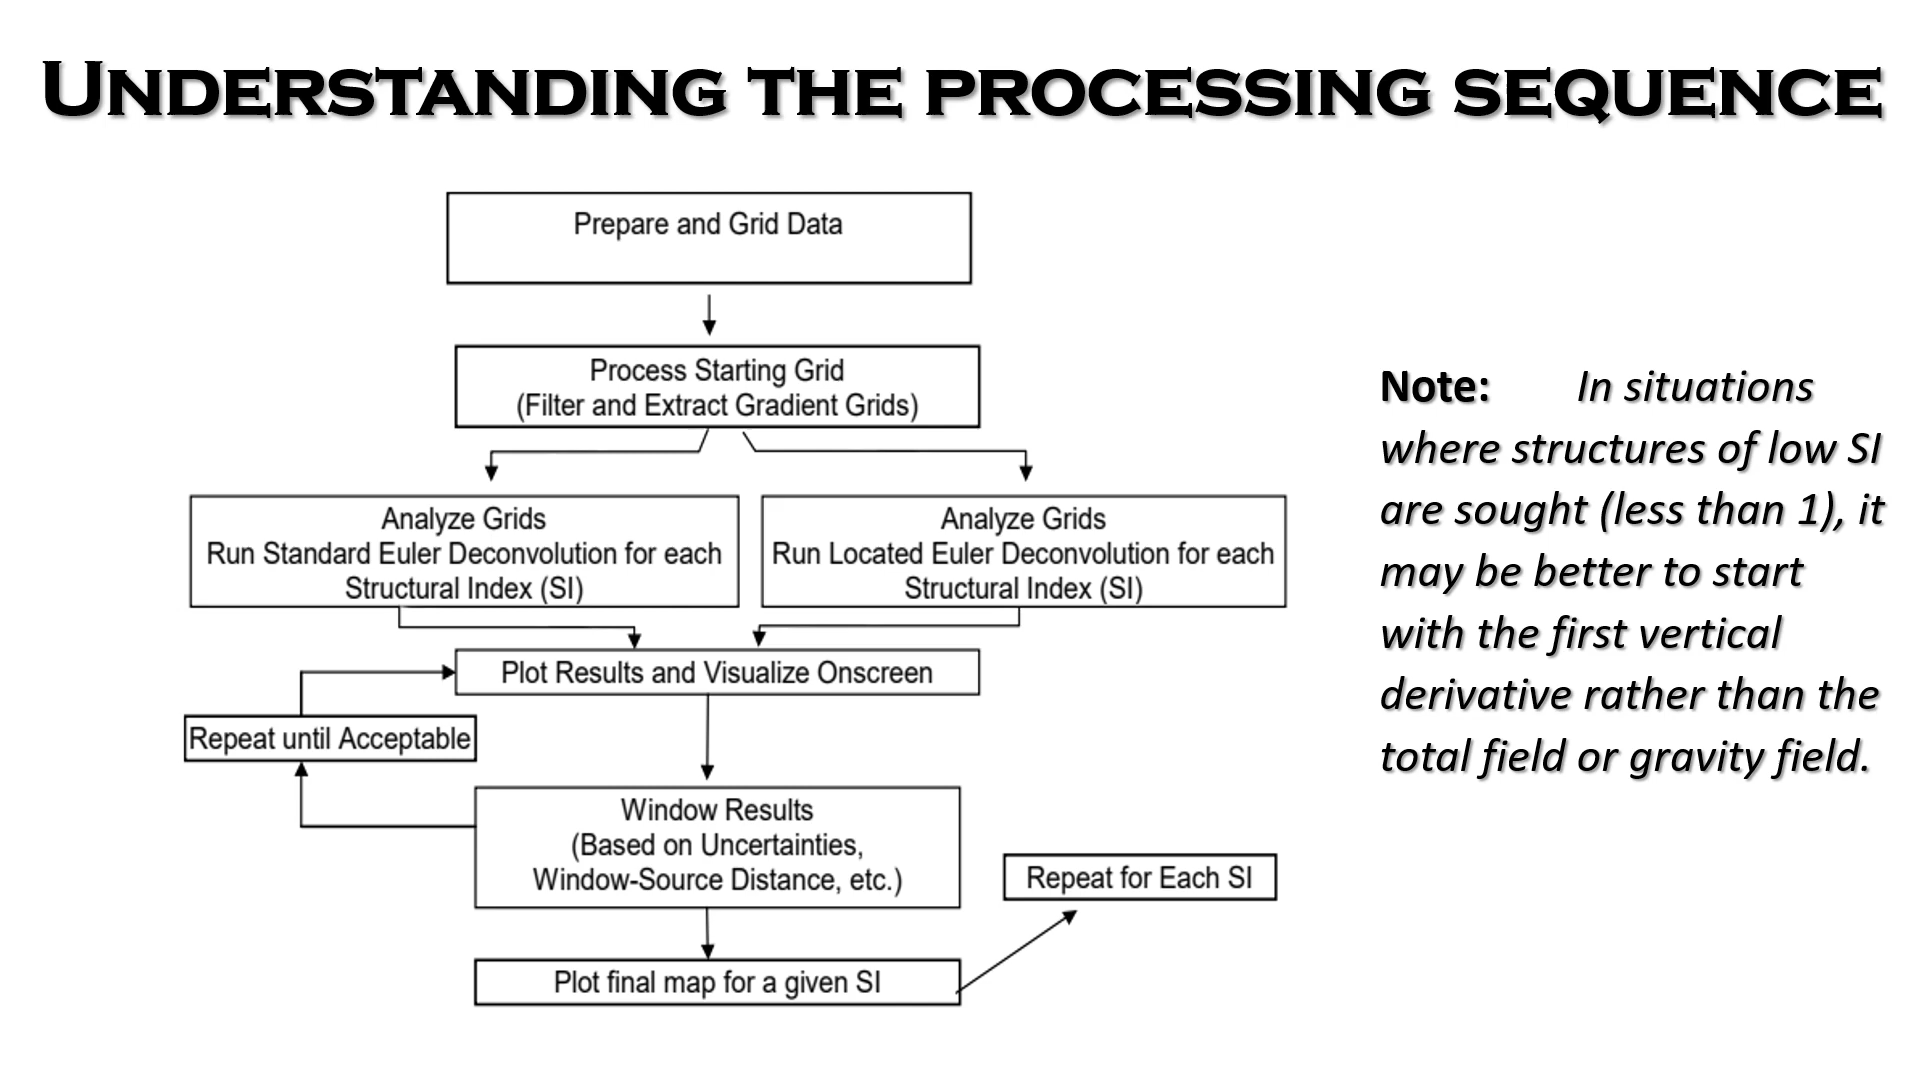 Understanding the processing sequence
Prepare and Grid Data
Process Starting Grid
(Filter and Extract Gradient Grids)
Analyze Grids
Run Standard Euler Deconvolution for each
Structural Index (SI)
Analyze Grids
Run Located Euler Deconvolution for each
Structural Index (SI)
Plot Results and Visualize Onscreen
Repeat until Acceptable
Window Results
(Based on Uncertainties,
Window-Source Distance, etc.)
Repeat for Each SI
Plot final map for a given SI
Note: In situations
where structures of low SI
are sought (less than 1), it
may be better to start
with the first vertical
derivative rather than the
total field or gravity field.